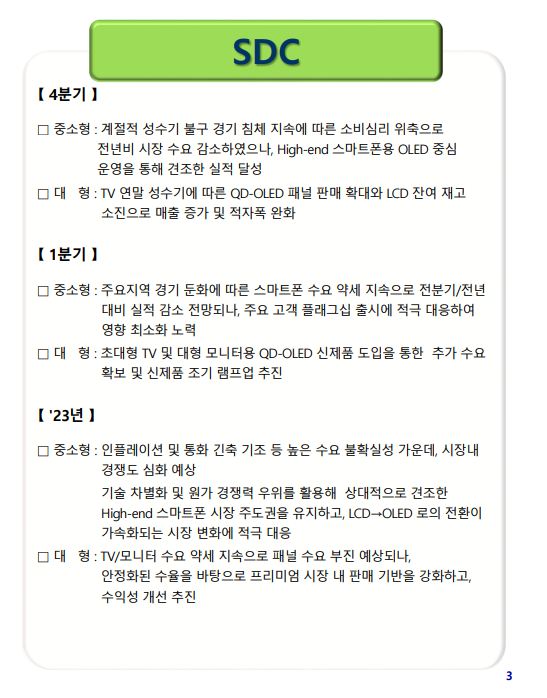 SDC
【 4분기 】
□ 중소형 : 계절적 성수기 불구 경기 침체 지속에 따른 소비심리 위축으로
전년비 시장 수요 감소하였으나, High-end 스마트폰용 OLED 중심
운영을 통해 견조한 실적 달성
□ 대 형 : TV 연말 성수기에 따른 QD-OLED 패널 판매 확대와 LCD 잔여 재고
소진으로 매출 증가 및 적자폭 완화
【 1분기 】
□ 중소형 : 주요지역 경기 둔화에 따른 스마트폰 수요 약세 지속으로 전분기/전년
대비 실적 감소 전망되나, 주요 고객 플래그십 출시에 적극 대응하여
영향 최소화 노력
□ 대 형 : 초대형 TV 및 대형 모니터용 QD-OLED 신제품 도입을 통한 추가 수요
확보 및 신제품 조기 램프업 추진
【 '23년 】
□ 중소형 : 인플레이션 및 통화 긴축 기조 등 높은 수요 불확실성 가운데, 시장내
경쟁도 심화 예상
기술 차별화 및 원가 경쟁력 우위를 활용해 상대적으로 견조한
High-end 스마트폰 시장 주도권을 유지하고, LCD→OLED 로의 전환이
가속화되는 시장 변화에 적극 대응
□ 대 형 : TV/모니터 수요 약세 지속으로 패널 수요 부진 예상되나,
안정화된 수율을 바탕으로 프리미엄 시장 내 판매 기반을 강화하고,
수익성 개선 추진
3